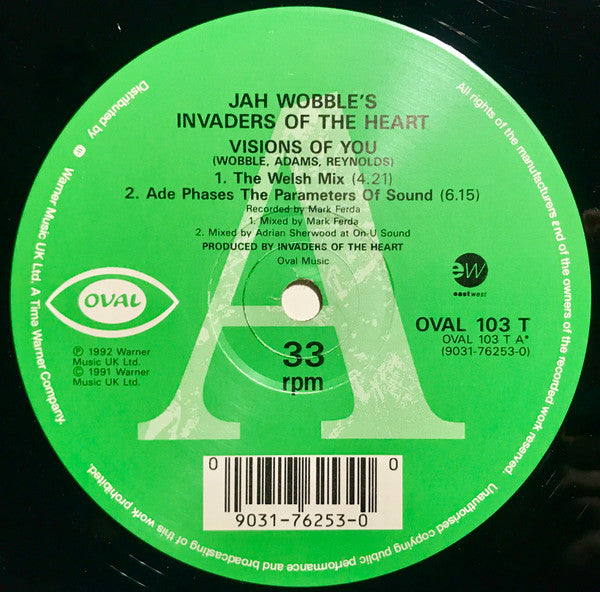 JAH WOBBLE'S
INVADERS OF THE HEART
VISIONS OF YOU
(WOBBLE, ADAMS, REYNOLDS)
1. The Welsh Mix (4.21)
2. Ade Phases The Parameters Of Sound (6.15)
Recorded by Mark Ferda
1. Mixed by Mark Ferda
2. Mixed by Adrian Sherwood at On-U Sound
PRODUCED BY INVADERS OF THE HEART
Oval Music
OVAL
ew
eastwest
OVAL 103 T
OVAL 103 T A*
(9031-76253-0)
℗ 1992 Warner
Music UK Ltd.
© 1991 Warner
Music UK Ltd.
A
33
rpm
0 0
9031-76253-0
All rights of the manufacturers and of the owners of the recorded work reserved. Unauthorised copying public performance and broadcasting of this work prohibited.
Distributed by Warner Music UK Ltd. A Time Warner Company.